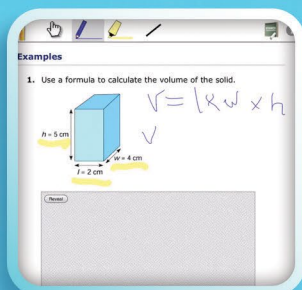 Examples
1. Use a formula to calculate the volume of the solid.
V = l x w x h
V
h = 5 cm
w = 4 cm
l = 2 cm
Reveal